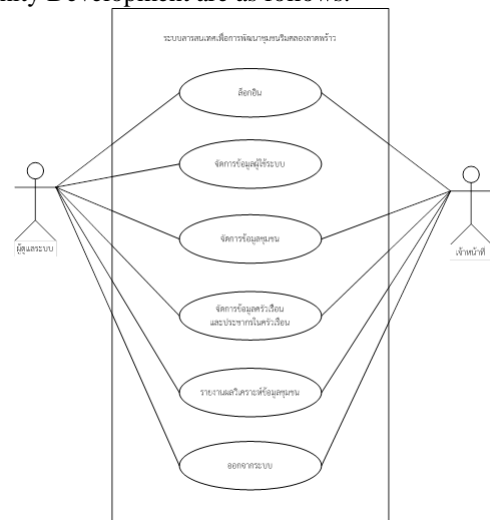 nity Development are as follows:
ระบบสารสนเทศเพื่อการพัฒนาชุมชนริมคลองลาดพร้าว
ล็อกอิน
จัดการข้อมูลผู้ใช้ระบบ
จัดการข้อมูลชุมชน
ผู้ดูแลระบบ
เจ้าหน้าที่
จัดการข้อมูลครัวเรือน
และประชากรในครัวเรือน
รายงานผลวิเคราะห์ข้อมูลชุมชน
ออกจากระบบ